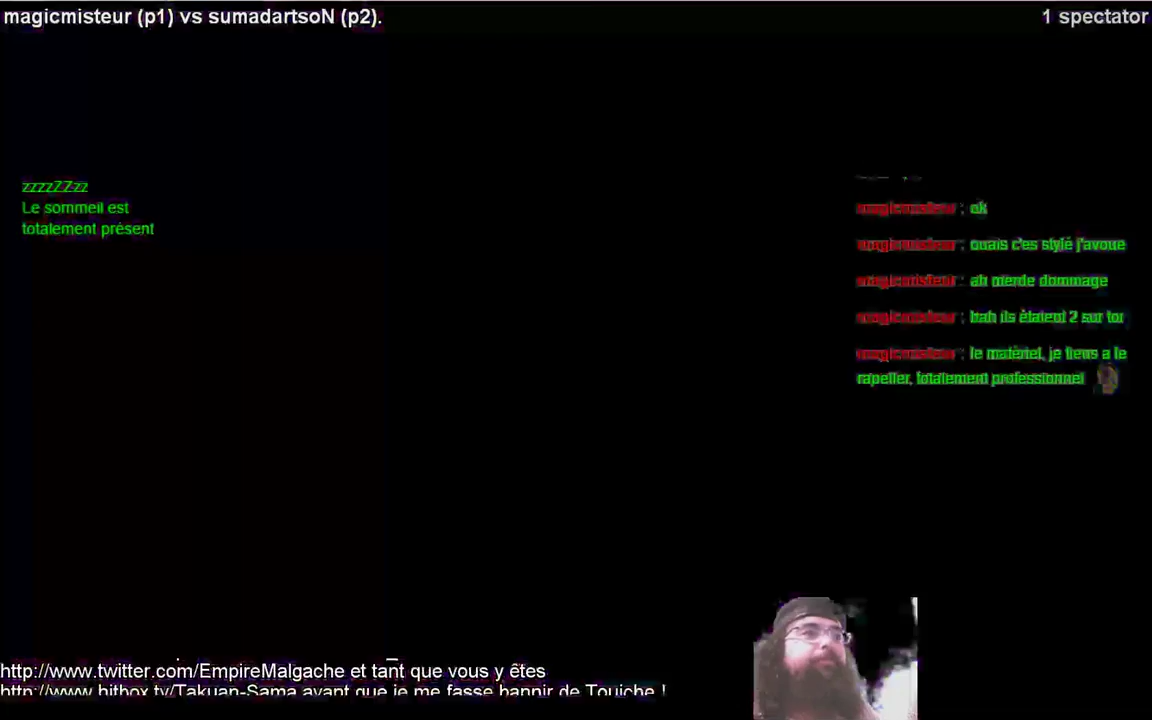 magicmisteur (p1) vs sumadartsoN (p2).
1 spectator
zzzzZZzz
Le sommeil est
totalement présent
magicmisteur : ok
magicmisteur : ouais c'es stylé j'avoue
magicmisteur : ah merde dommage
magicmisteur : bah ils étaient 2 sur toi
magicmisteur : le matériel, je tiens a le
rapeller, totalement professionnel
http://www.twitter.com/EmpireMalgache et tant que vous y êtes
http://www.hitbox.tv/Takuan-Sama avant que je me fasse bannir de Touiche !